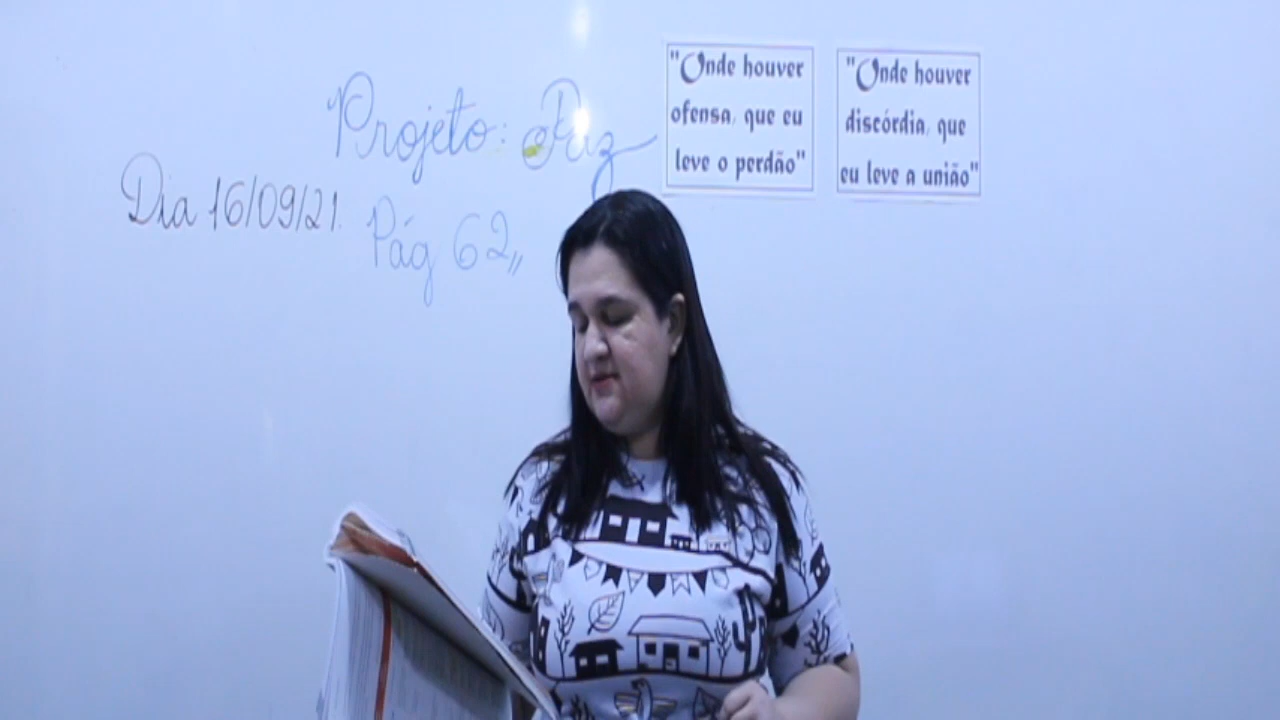 Projeto: Paz
Dia 16/09/21.
Pág 62,,
"Onde houver
ofensa, que eu
leve o perdão"
"Onde houver
discórdia, que
eu leve a união"